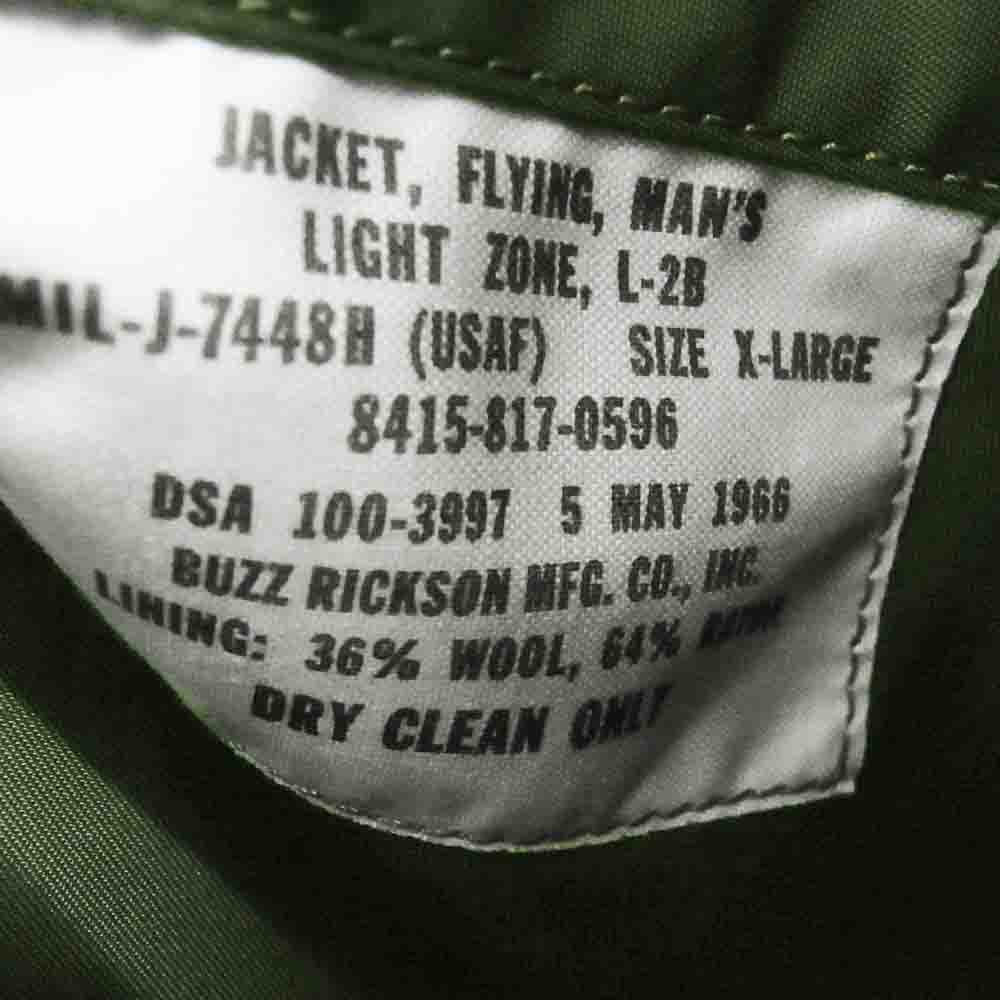 JACKET, FLYING, MAN'S
LIGHT ZONE, L-2B
MIL-J-7448H (USAF) SIZE X-LARGE
8415-817-0596
DSA 100-3997 5 MAY 1966
BUZZ RICKSON MFG. CO., INC.
LINING: 36% WOOL, 64%
DRY CLEAN ONLY